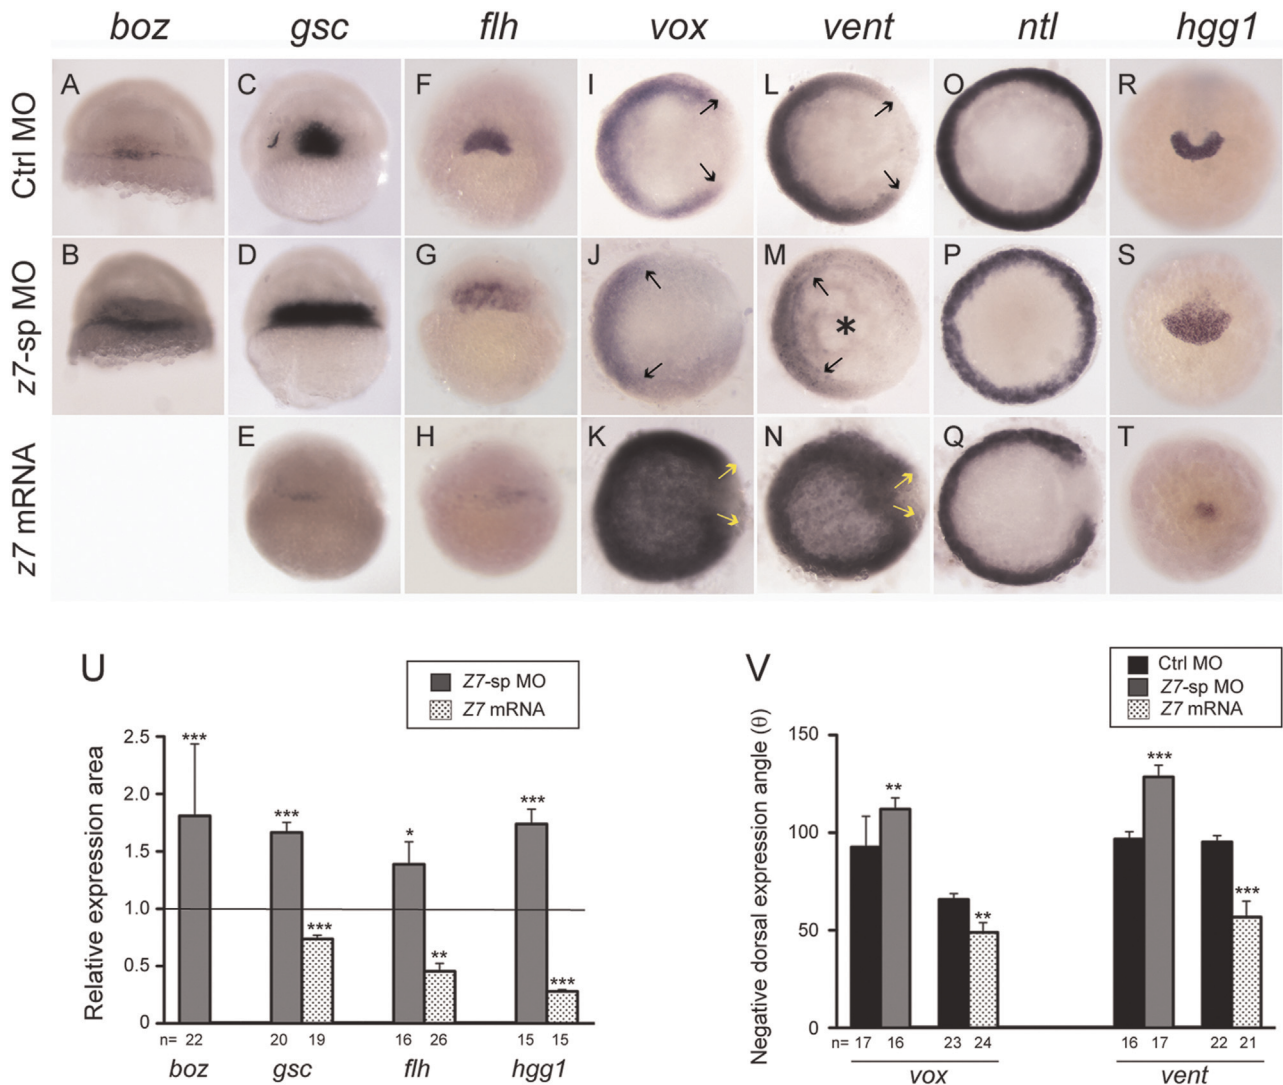 boz gsc flh vox vent ntl hgg1
Ctrl MO
A C F I L O R
z7-sp MO
B D G J M P S
*
z7 mRNA
E H K N Q T
U
Z7-sp MO
Z7 mRNA
Relative expression area
2.5
2.0
1.5
1.0
0.5
0
***
***
***
*
**
***
***
n= 22 20 19 16 26 15 15
boz gsc flh hgg1
V
Ctrl MO
Z7-sp MO
Z7 mRNA
Negative dorsal expression angle (θ)
150
100
50
0
**
**
***
***
n= 17 16 23 24 16 17 22 21
vox vent